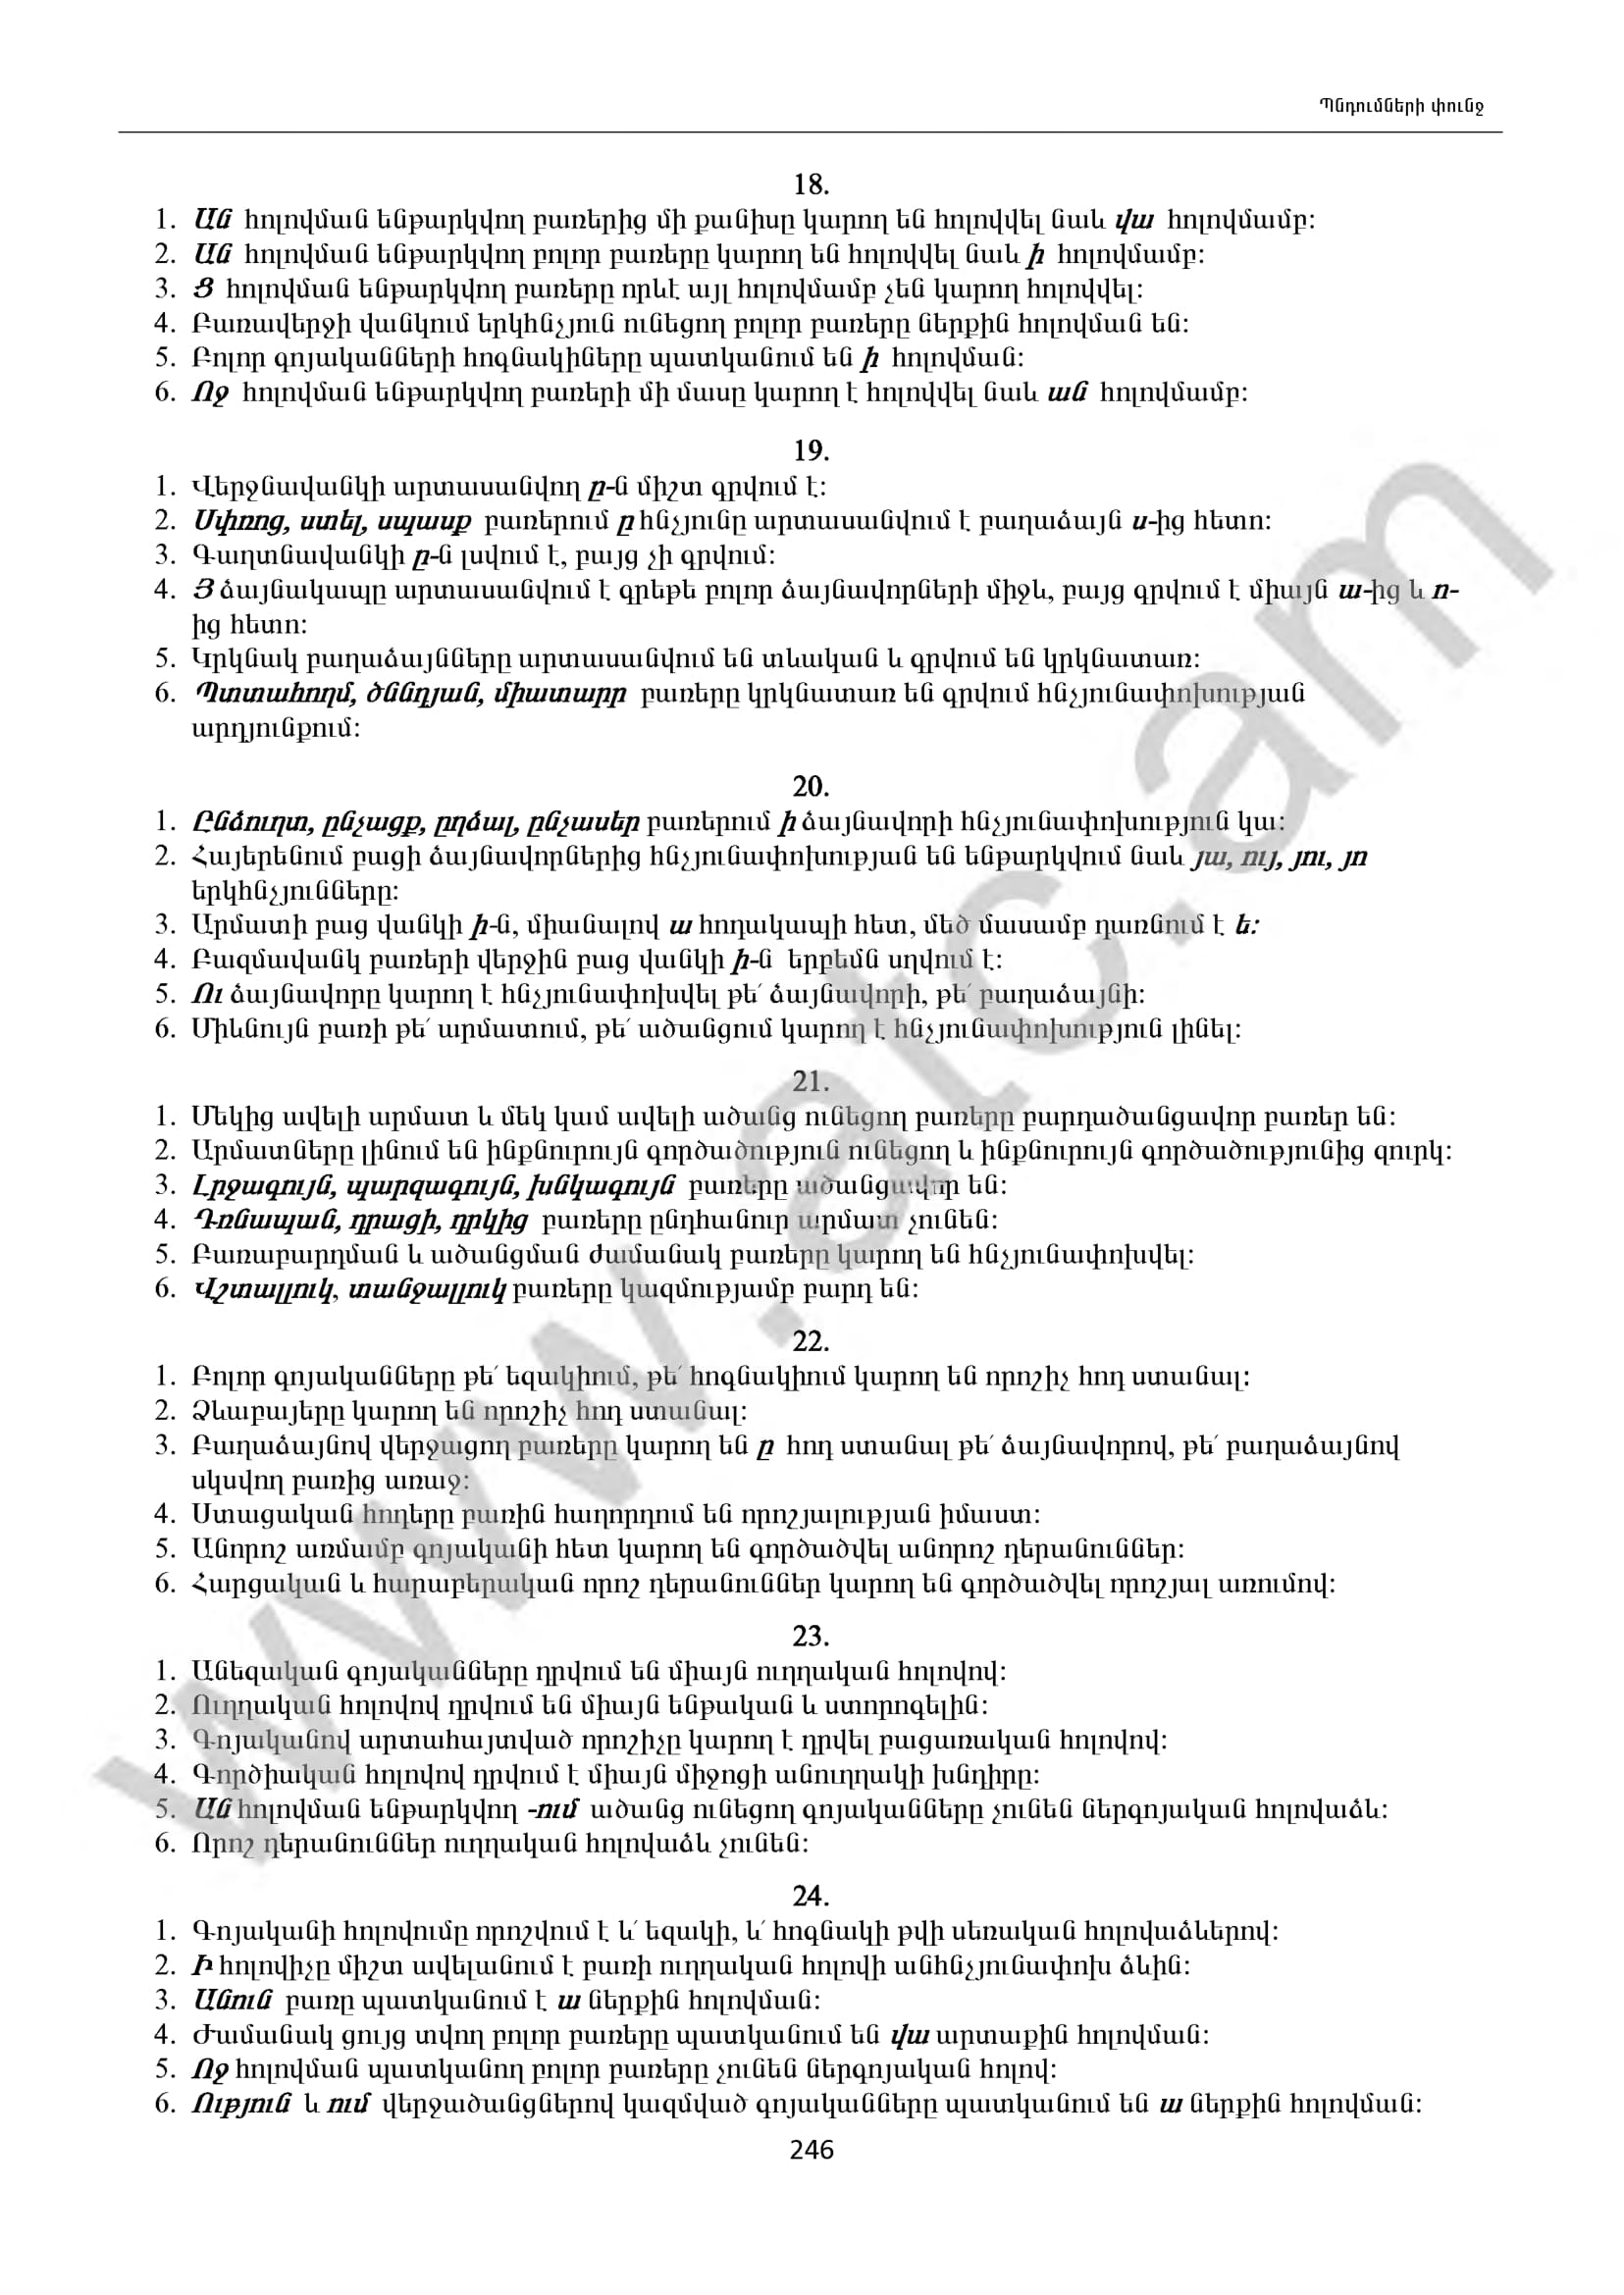 Պնդումների փունջ
18.
1. Ան հոլովման ենթարկվող բառերից մի քանիսը կարող են հոլովվել նաև վա հոլովմամբ:
2. Ան հոլովման ենթարկվող բոլոր բառերը կարող են հոլովվել նաև ի հոլովմամբ:
3. Ց հոլովման ենթարկվող բառերը որևէ այլ հոլովմամբ չեն կարող հոլովվել:
4. Բառավերջի վանկում երկհնչյուն ունեցող բոլոր բառերը ներքին հոլովման են:
5. Բոլոր գոյականների հոգնակիները պատկանում են ի հոլովման:
6. Ոջ հոլովման ենթարկվող բառերի մի մասը կարող է հոլովվել նաև ան հոլովմամբ:
19.
1. Վերջնավանկի արտասանվող ը-ն միշտ գրվում է:
2. Սփռոց, ստել, սպասք բառերում ը հնչյունը արտասանվում է բաղաձայն ս-ից հետո:
3. Գաղտնավանկի ը-ն լսվում է, բայց չի գրվում:
4. Յ ձայնակապը արտասանվում է գրեթե բոլոր ձայնավորների միջև, բայց գրվում է միայն ա-ից և ո-
ից հետո:
5. Կրկնակ բաղաձայնները արտասանվում են տևական և գրվում են կրկնատառ:
6. Պտտահողմ, ծննդյան, միատարր բառերը կրկնատառ են գրվում հնչյունափոխության
արդյունքում:
20.
1. Ընձուղտ, ընչացք, ըղձալ, ընչասեր բառերում ի ձայնավորի հնչյունափոխություն կա:
2. Հայերենում բացի ձայնավորներից հնչյունափոխության են ենթարկվում նաև յա, ույ, յու, յո
երկհնչյունները:
3. Արմատի բաց վանկի ի-ն, միանալով ա հոդակապի հետ, մեծ մասամբ դառնում է ե:
4. Բազմավանկ բառերի վերջին բաց վանկի ի-ն երբեմն սղվում է:
5. Ու ձայնավորը կարող է հնչյունափոխվել թե՛ ձայնավորի, թե՛ բաղաձայնի:
6. Միևնույն բառի թե՛ արմատում, թե՛ ածանցում կարող է հնչյունափոխություն լինել:
21.
1. Մեկից ավելի արմատ և մեկ կամ ավելի ածանց ունեցող բառերը բարդածանցավոր բառեր են:
2. Արմատները լինում են ինքնուրույն գործածություն ունեցող և ինքնուրույն գործածությունից զուրկ:
3. Լրջագույն, պարզագույն, խնկագույն բառերը ածանցավոր են:
4. Դռնապան, դրացի, դրկից բառերը ընդհանուր արմատ չունեն:
5. Բառաբարդման և ածանցման ժամանակ բառերը կարող են հնչյունափոխվել:
6. Վշտալլուկ, տանջալլուկ բառերը կազմությամբ բարդ են:
22.
1. Բոլոր գոյականները թե՛ եզակիում, թե՛ հոգնակիում կարող են որոշիչ հոդ ստանալ:
2. Ձևաբայերը կարող են որոշիչ հոդ ստանալ:
3. Բաղաձայնով վերջացող բառերը կարող են ը հոդ ստանալ թե՛ ձայնավորով, թե՛ բաղաձայնով
սկսվող բառից առաջ:
4. Ստացական հոդերը բառին հաղորդում են որոշյալության իմաստ:
5. Անորոշ առմամբ գոյականի հետ կարող են գործածվել անորոշ դերանուններ:
6. Հարցական և հարաբերական որոշ դերանուններ կարող են գործածվել որոշյալ առումով:
23.
1. Անեզական գոյականները դրվում են միայն ուղղական հոլովով:
2. Ուղղական հոլովով դրվում են միայն ենթական և ստորոգելին:
3. Գոյականով արտահայտված որոշիչը կարող է դրվել բացառական հոլովով:
4. Գործիական հոլովով դրվում է միայն միջոցի անուղղակի խնդիրը:
5. Ան հոլովման ենթարկվող -ում ածանց ունեցող գոյականները չունեն ներգոյական հոլովաձև:
6. Որոշ դերանուններ ուղղական հոլովաձև չունեն:
24.
1. Գոյականի հոլովումը որոշվում է և՛ եզակի, և՛ հոգնակի թվի սեռական հոլովաձևերով:
2. Ի հոլովիչը միշտ ավելանում է բառի ուղղական հոլովի անհնչյունափոխ ձևին:
3. Անուն բառը պատկանում է ա ներքին հոլովման:
4. Ժամանակ ցույց տվող բոլոր բառերը պատկանում են վա արտաքին հոլովման:
5. Ոջ հոլովման պատկանող բոլոր բառերը չունեն ներգոյական հոլով:
6. Ություն և ում վերջածանցներով կազմված գոյականները պատկանում են ա ներքին հոլովման:
246
www.atc.am